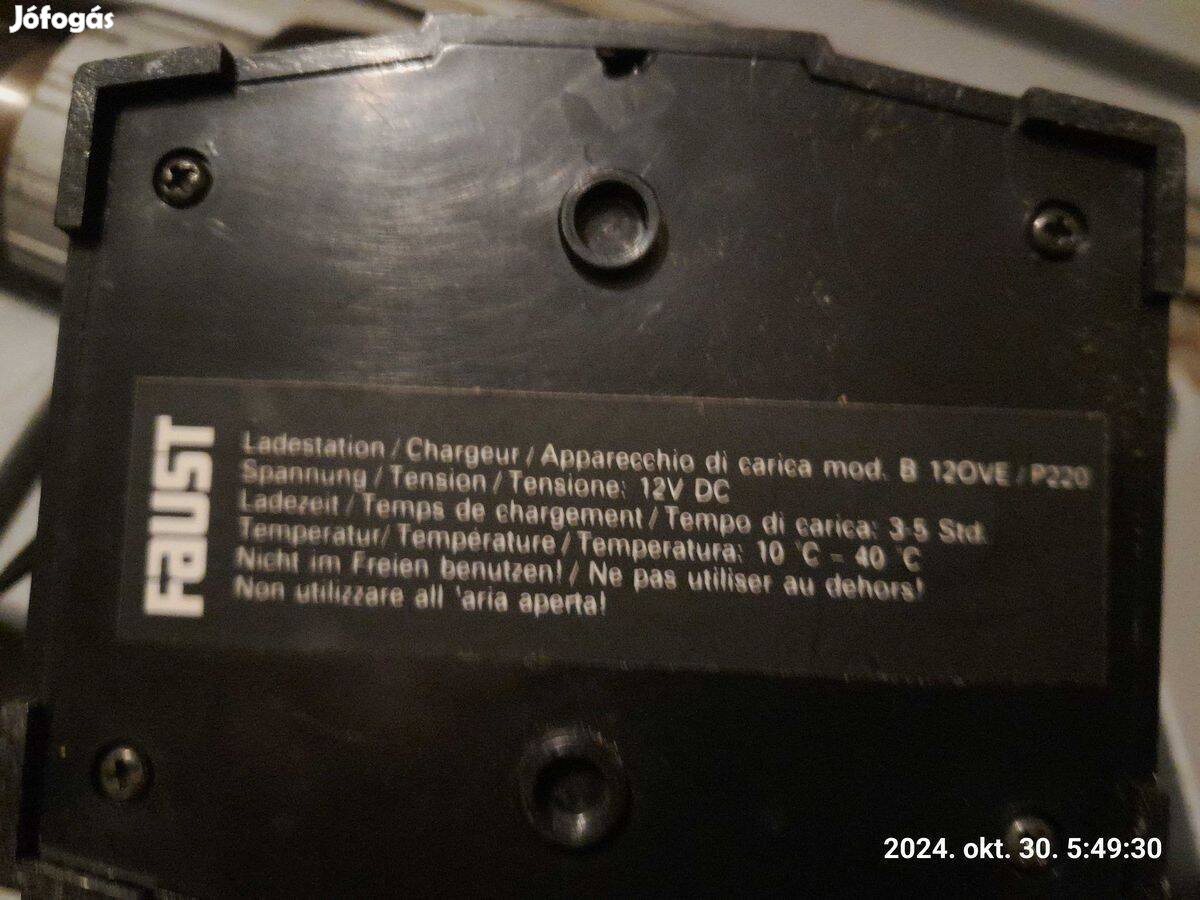 Jófogás
FAUST
Ladestation / Chargeur / Apparecchio di carica mod. B 12OVE / P220
Spannung / Tension / Tensione: 12V DC
Ladezeit / Temps de chargement / Tempo di carica: 3-5 Std.
Temperatur/ Température / Temperatura: 10 °C - 40 °C
Nicht im Freien benutzen! / Ne pas utiliser au dehors!
Non utilizzare all 'aria aperta!
2024. okt. 30. 5:49:30